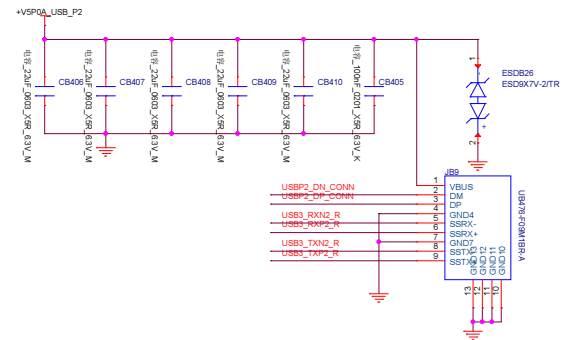 +V5P0A_USB_P2
电容_22uF_0603_X5R_6.3V_M
CB406
电容_22uF_0603_X5R_6.3V_M
CB407
电容_22uF_0603_X5R_6.3V_M
CB408
电容_22uF_0603_X5R_6.3V_M
CB409
电容_22uF_0603_X5R_6.3V_M
CB410
电容_100nF_0201_X5R_6.3V_K
CB405
1
2
ESDB26
ESD9X7V-2/TR
JB9
UB476-F09M1BR-A
1 VBUS
USBP2_DN_CONN 2 DM
USBP2_DP_CONN 3 DP
4 GND4
USB3_RXN2_R 5 SSRX-
USB3_RXP2_R 6 SSRX+
7 GND7
USB3_TXN2_R 8 SSTX-
USB3_TXP2_R 9 SSTX+
GND13
GND12
GND11
GND10
13
12
11
10